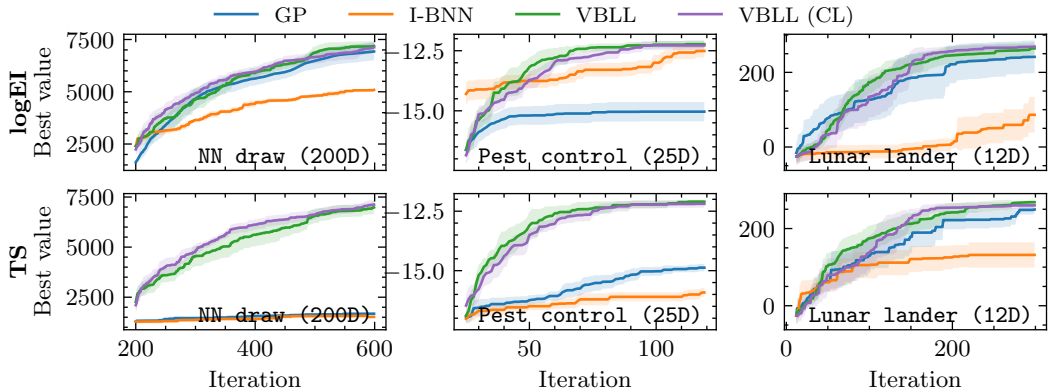 GP I-BNN VBLL VBLL (CL)
logEI
Best value
7500
5000
2500
NN draw (200D)
−12.5
−15.0
Pest control (25D)
200
0
Lunar lander (12D)
TS
Best value
7500
5000
2500
NN draw (200D)
200 400 600
Iteration
−12.5
−15.0
Pest control (25D)
50 100
Iteration
200
0
Lunar lander (12D)
0 200
Iteration